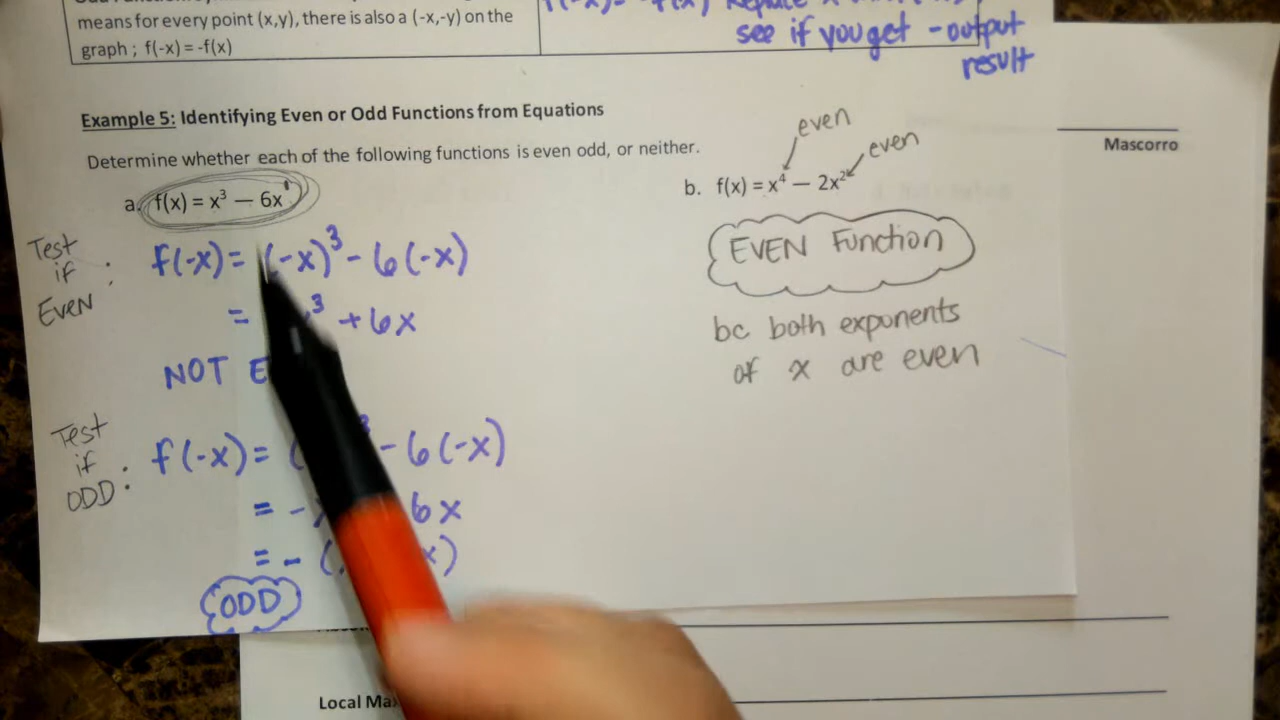 means for every point (x,y), there is also a (-x,-y) on the
graph ; f(-x) = -f(x)
see if you get - output
result
Example 5: Identifying Even or Odd Functions from Equations
Mascorro
Determine whether each of the following functions is even odd, or neither.
a. f(x) = x³ — 6x¹
Test
if
EVEN :
f(-x) = (-x)³ - 6(-x)
= ³ + 6x
NOT
Test
if
ODD :
f(-x) = ( - 6(-x)
= - 6x
= - ( )
ODD
even
even
b. f(x) = x⁴ — 2x²
EVEN Function
bc both exponents
of x are even
Local